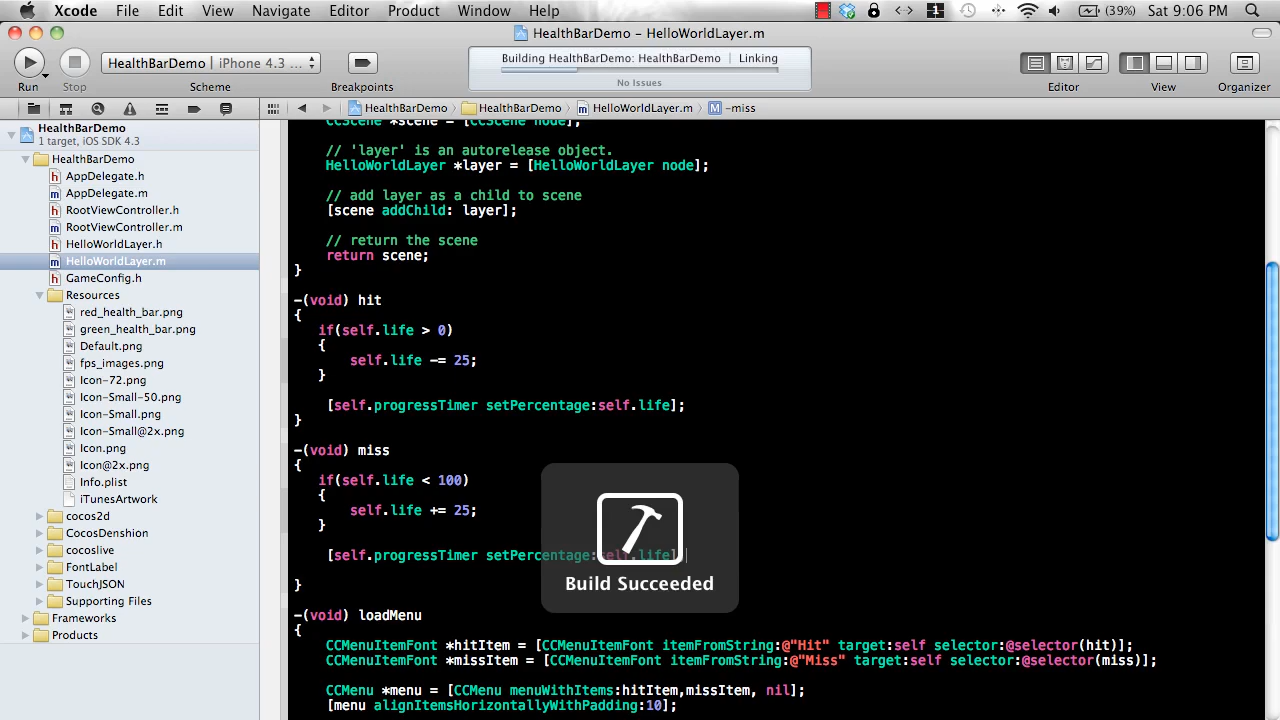 Xcode File Edit View Navigate Editor Product Window Help 1 (39%) Sat 9:06 PM
HealthBarDemo – HelloWorldLayer.m
Building HealthBarDemo: HealthBarDemo | Linking
No Issues
HealthBarDemo | iPhone 4.3 ...
Run Stop Scheme Breakpoints Editor View Organizer
HealthBarDemo HealthBarDemo HelloWorldLayer.m M -miss
HealthBarDemo
1 target, iOS SDK 4.3
HealthBarDemo
h AppDelegate.h
m AppDelegate.m
h RootViewController.h
m RootViewController.m
h HelloWorldLayer.h
m HelloWorldLayer.m
h GameConfig.h
Resources
red_health_bar.png
green_health_bar.png
Default.png
fps_images.png
Icon-72.png
Icon-Small-50.png
Icon-Small.png
Icon-Small@2x.png
Icon.png
Icon@2x.png
Info.plist
iTunesArtwork
cocos2d
CocosDenshion
cocoslive
FontLabel
TouchJSON
Supporting Files
Frameworks
Products
CCScene *scene = [CCScene node];
// 'layer' is an autorelease object.
HelloWorldLayer *layer = [HelloWorldLayer node];
// add layer as a child to scene
[scene addChild: layer];
// return the scene
return scene;
}
-(void) hit
{
if(self.life > 0)
{
self.life -= 25;
}
[self.progressTimer setPercentage:self.life];
}
-(void) miss
{
if(self.life < 100)
{
self.life += 25;
}
[self.progressTimer setPercentage:self.life];
}
Build Succeeded
-(void) loadMenu
{
CCMenuItemFont *hitItem = [CCMenuItemFont itemFromString:@"Hit" target:self selector:@selector(hit)];
CCMenuItemFont *missItem = [CCMenuItemFont itemFromString:@"Miss" target:self selector:@selector(miss)];
CCMenu *menu = [CCMenu menuWithItems:hitItem,missItem, nil];
[menu alignItemsHorizontallyWithPadding:10];